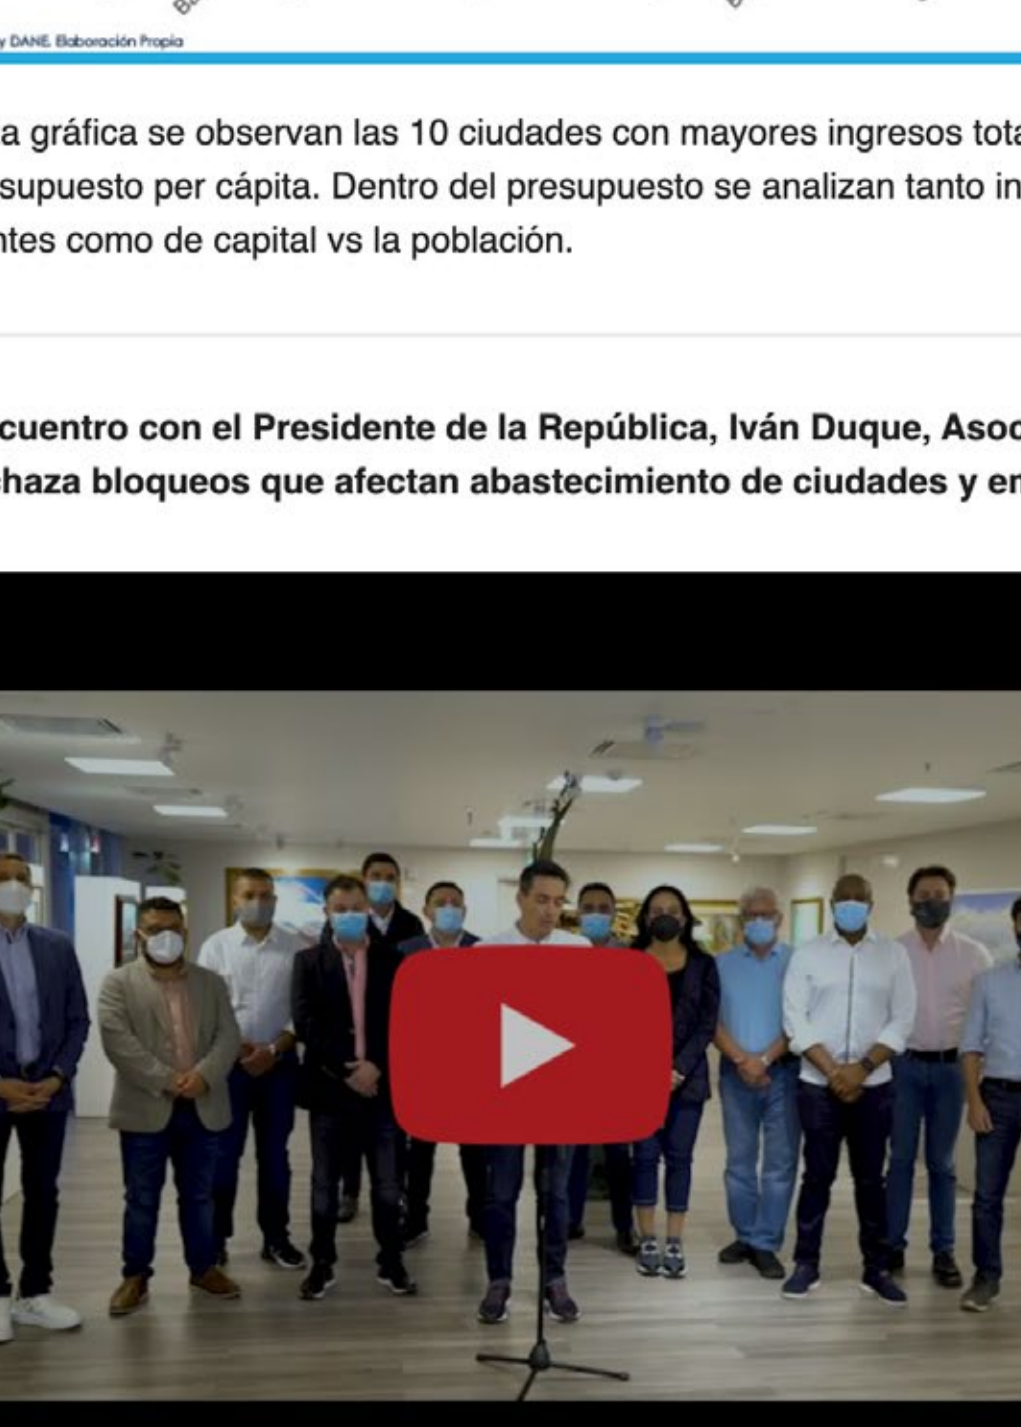 y DANE. Elaboración Propia
a gráfica se observan las 10 ciudades con mayores ingresos tota
supuesto per cápita. Dentro del presupuesto se analizan tanto in
ntes como de capital vs la población.
cuentro con el Presidente de la República, Iván Duque, Asoc
chaza bloqueos que afectan abastecimiento de ciudades y en